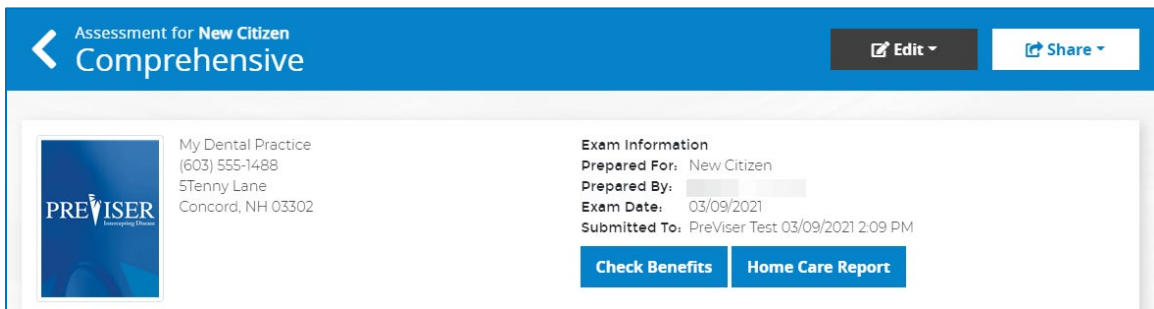 Assessment for New Citizen
Comprehensive
Edit
Share
PREVISER
Intercepting Disease
My Dental Practice
(603) 555-1488
5Tenny Lane
Concord, NH 03302
Exam Information
Prepared For: New Citizen
Prepared By:
Exam Date: 03/09/2021
Submitted To: PreViser Test 03/09/2021 2:09 PM
Check Benefits
Home Care Report